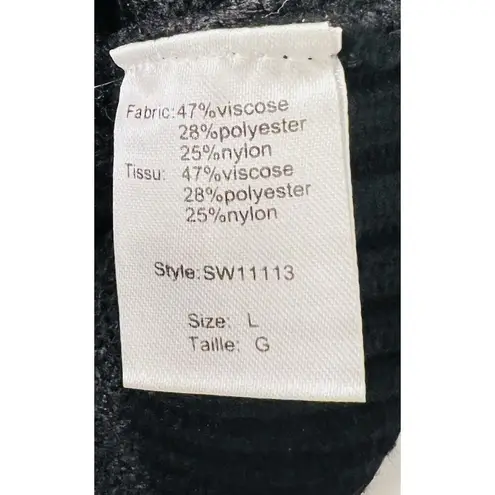 Fabric:47%viscose
28%polyester
25%nylon
Tissu: 47%viscose
28%polyester
25%nylon
Style:SW11113
Size: L
Taille: G